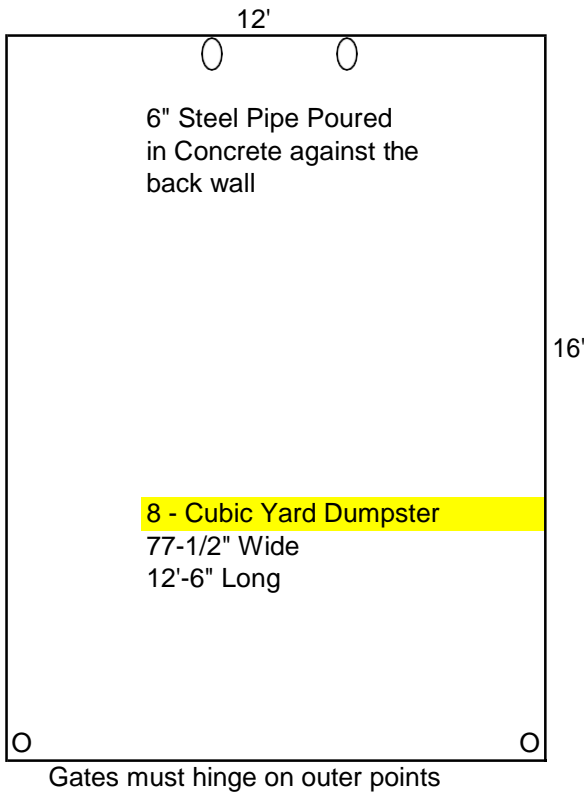 12'
6" Steel Pipe Poured
in Concrete against the
back wall
16'
8 - Cubic Yard Dumpster
77-1/2" Wide
12'-6" Long
O O
Gates must hinge on outer points